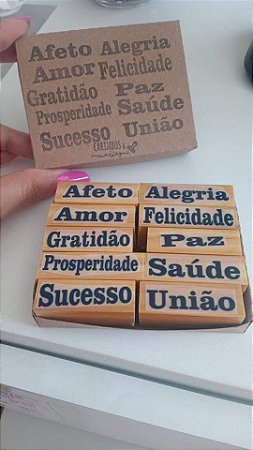 Afeto Alegria
Amor Felicidade
Gratidão Paz
Prosperidade Saúde
Sucesso União
CARIMBOS
Afeto Alegria
Amor Felicidade
Gratidão Paz
Prosperidade Saúde
Sucesso União